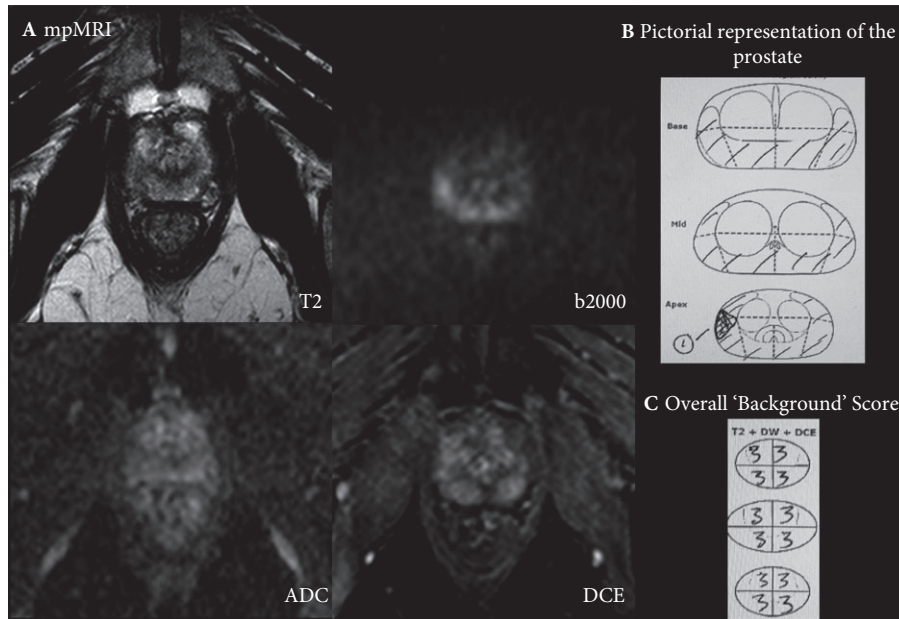 A mpMRI
T2
b2000
ADC
DCE
B Pictorial representation of the
prostate
Base
Mid
Apex
1
C Overall ‘Background’ Score
T2 + DW + DCE
3 3
3 3
3 3
3 3
3 3
3 3